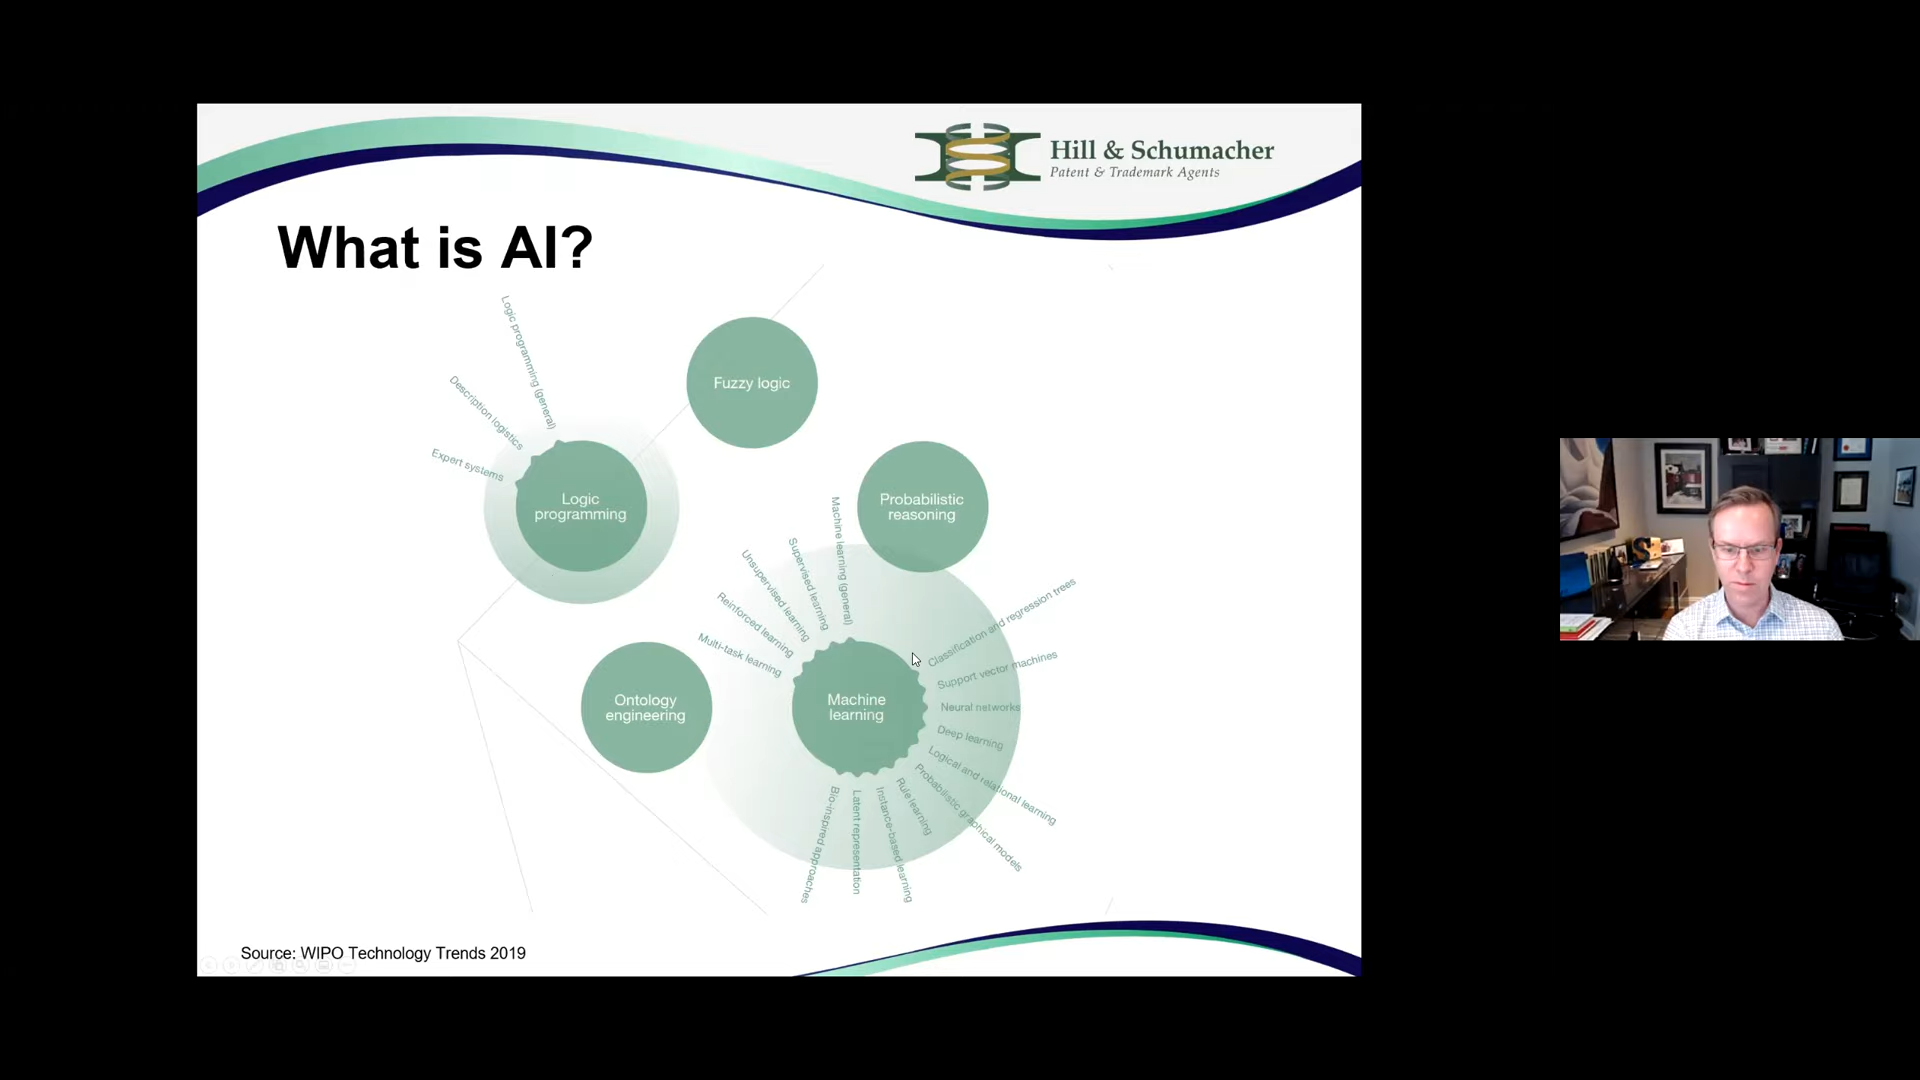 Hill & Schumacher
Patent & Trademark Agents
What is AI?
Logic programming (general)
Description logistics
Expert systems
Logic
programming
Fuzzy logic
Probabilistic
reasoning
Ontology
engineering
Machine learning (general)
Supervised learning
Unsupervised learning
Reinforced learning
Multi-task learning
Machine
learning
Classification and regression trees
Support vector machines
Neural networks
Deep learning
Logical and relational learning
Probabilistic graphical models
Rule learning
Instance-based learning
Latent representation
Bio-inspired approaches
Source: WIPO Technology Trends 2019